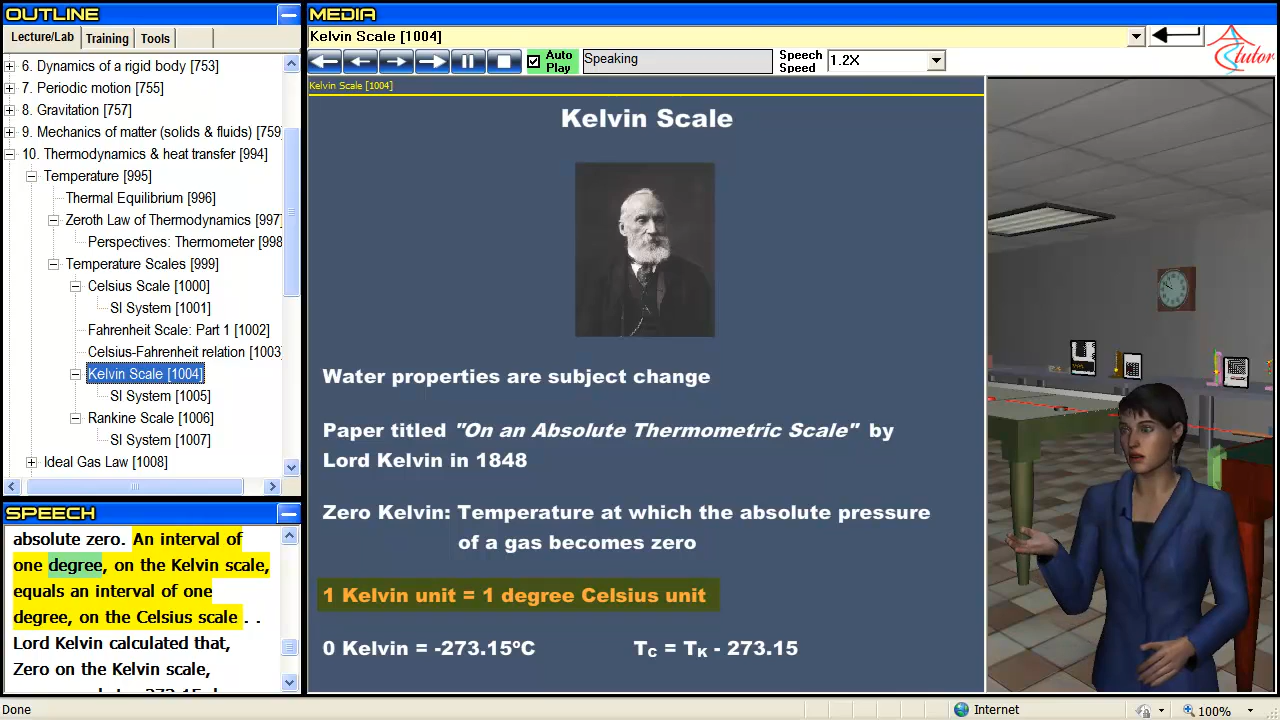 OUTLINE
Lecture/Lab Training Tools
6. Dynamics of a rigid body [753]
7. Periodic motion [755]
8. Gravitation [757]
9. Mechanics of matter (solids & fluids) [759
10. Thermodynamics & heat transfer [994]
Temperature [995]
Thermal Equilibrium [996]
Zeroth Law of Thermodynamics [997
Perspectives: Thermometer [998
Temperature Scales [999]
Celsius Scale [1000]
SI System [1001]
Fahrenheit Scale: Part 1 [1002]
Celsius-Fahrenheit relation [1003]
Kelvin Scale [1004]
SI System [1005]
Rankine Scale [1006]
SI System [1007]
Ideal Gas Law [1008]
SPEECH
absolute zero. An interval of
one degree, on the Kelvin scale,
equals an interval of one
degree, on the Celsius scale . .
Lord Kelvin calculated that,
Zero on the Kelvin scale,
MEDIA
Kelvin Scale [1004]
Auto Play
Speaking
Speech Speed
1.2X
tutor
Kelvin Scale [1004]
Kelvin Scale
Water properties are subject change
Paper titled "On an Absolute Thermometric Scale" by
Lord Kelvin in 1848
Zero Kelvin: Temperature at which the absolute pressure
of a gas becomes zero
1 Kelvin unit = 1 degree Celsius unit
0 Kelvin = -273.15ºC TC = TK - 273.15
Done
Internet
100%